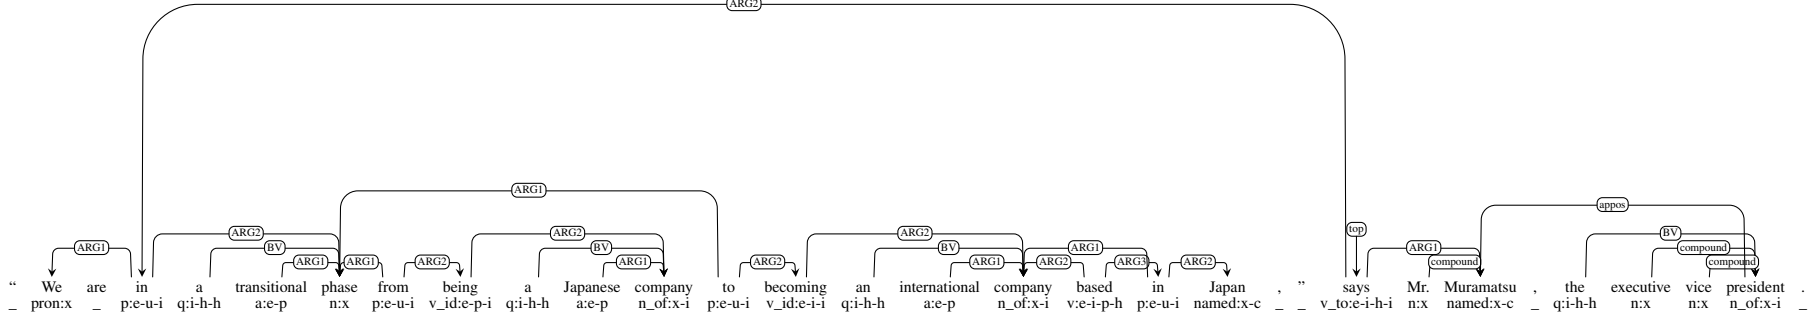 ARG2
ARG1
appos
top
ARG2 ARG2 ARG2 BV
ARG1 BV BV BV ARG1 ARG1 compound
ARG1 ARG1 ARG2 ARG1 ARG2 ARG1 ARG2 ARG3 ARG2 compound compound
“ We are in a transitional phase from being a Japanese company to becoming an international company based in Japan , ” says Mr. Muramatsu , the executive vice president .
_ pron:x _ p:e-u-i q:i-h-h a:e-p n:x p:e-u-i v_id:e-p-i q:i-h-h a:e-p n_of:x-i p:e-u-i v_id:e-i-i q:i-h-h a:e-p n_of:x-i v:e-i-p-h p:e-u-i named:x-c _ _ v_to:e-i-h-i n:x named:x-c _ q:i-h-h n:x n:x n_of:x-i _